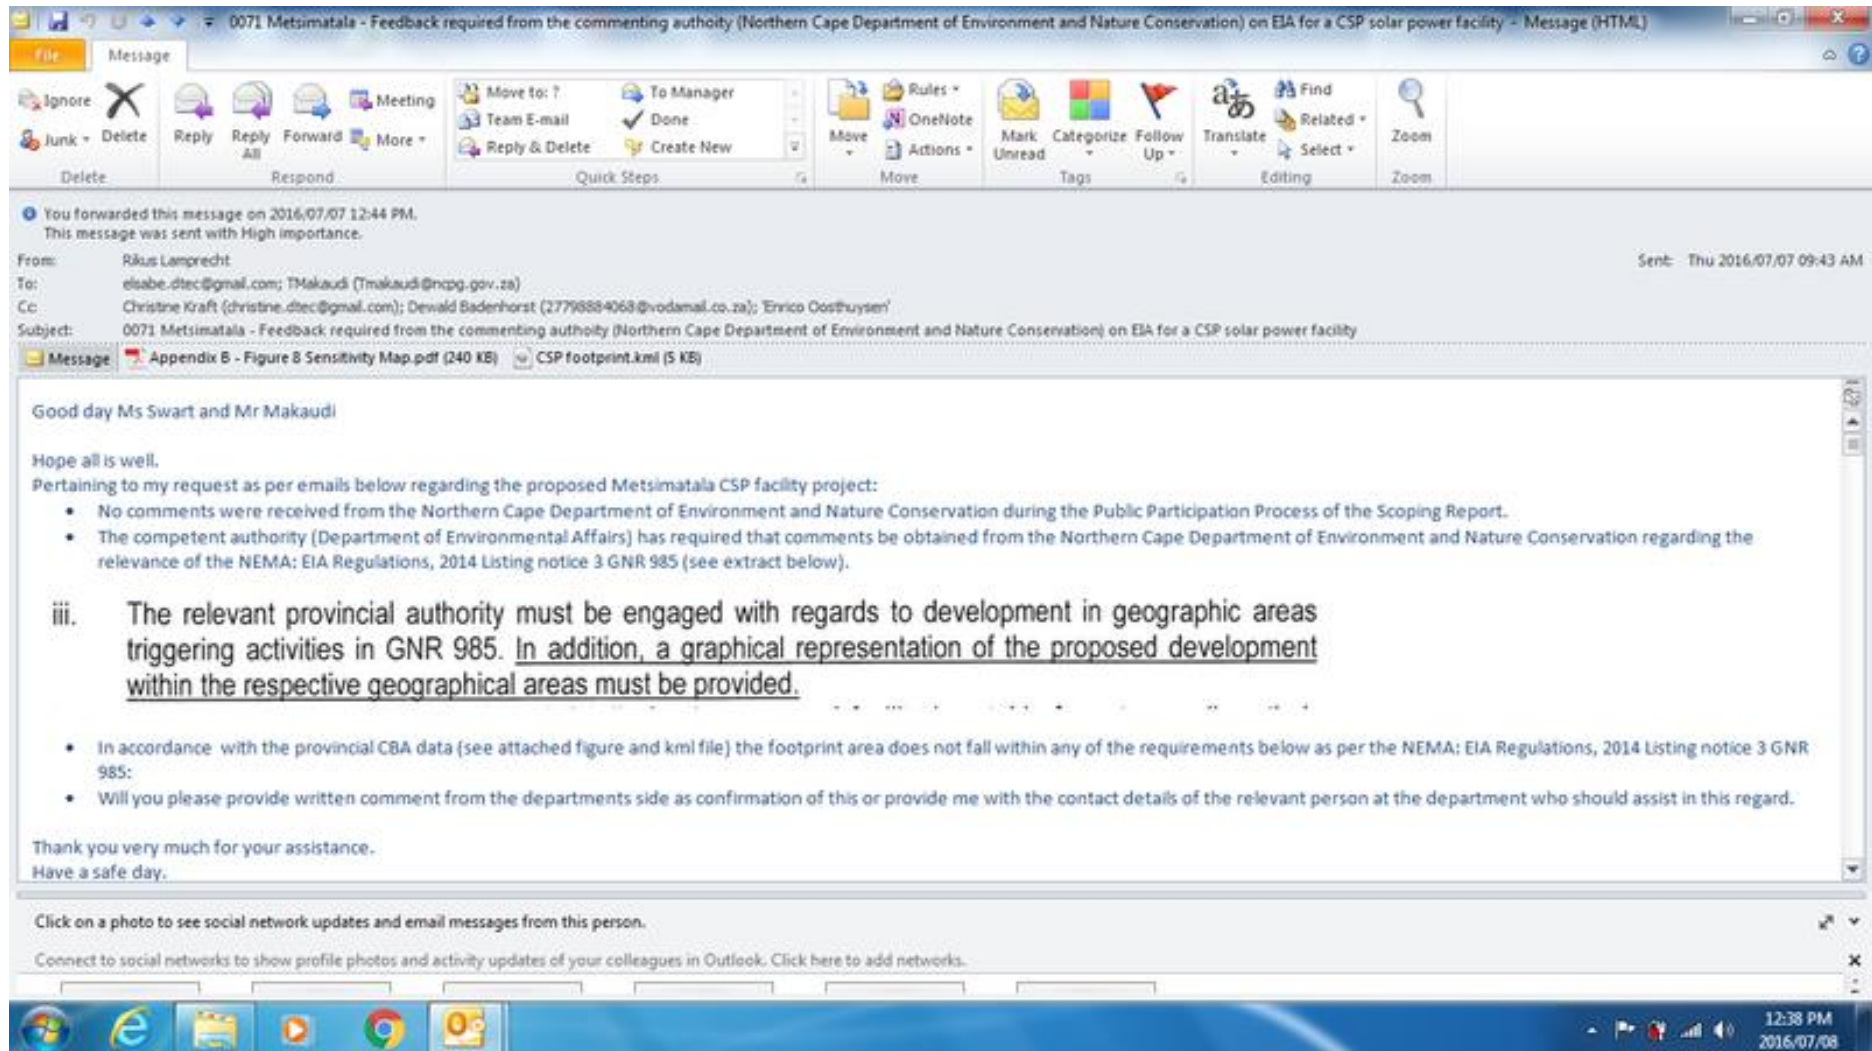 0071 Metsimatala - Feedback required from the commenting authoity (Northern Cape Department of Environment and Nature Conservation) on EIA for a CSP solar power facility - Message (HTML)
File Message
Ignore
Junk
Delete
Reply
Reply All
Forward
Meeting
More
Move to: ?
Team E-mail
Reply & Delete
To Manager
Done
Create New
Move
Rules
OneNote
Actions
Mark Unread
Categorize
Follow Up
Translate
Find
Related
Select
Zoom
Delete Respond Quick Steps Move Tags Editing Zoom
You forwarded this message on 2016/07/07 12:44 PM.
This message was sent with High importance.
From: Rikus Lamprecht Sent: Thu 2016/07/07 09:43 AM
To: elsabe.dtec@gmail.com; TMakaudi (Tmakaudi@ncpg.gov.za)
Cc: Christine Kraft (christine.dtec@gmail.com); Dewald Badenhorst (27798884068@vodamail.co.za); 'Enrico Oosthuysen'
Subject: 0071 Metsimatala - Feedback required from the commenting authoity (Northern Cape Department of Environment and Nature Conservation) on EIA for a CSP solar power facility
Message Appendix B - Figure 8 Sensitivity Map.pdf (240 KB) CSP footprint.kml (5 KB)
Good day Ms Swart and Mr Makaudi
Hope all is well.
Pertaining to my request as per emails below regarding the proposed Metsimatala CSP facility project:
• No comments were received from the Northern Cape Department of Environment and Nature Conservation during the Public Participation Process of the Scoping Report.
• The competent authority (Department of Environmental Affairs) has required that comments be obtained from the Northern Cape Department of Environment and Nature Conservation regarding the
relevance of the NEMA: EIA Regulations, 2014 Listing notice 3 GNR 985 (see extract below).
iii. The relevant provincial authority must be engaged with regards to development in geographic areas
triggering activities in GNR 985. In addition, a graphical representation of the proposed development
within the respective geographical areas must be provided.
• In accordance with the provincial CBA data (see attached figure and kml file) the footprint area does not fall within any of the requirements below as per the NEMA: EIA Regulations, 2014 Listing notice 3 GNR
985:
• Will you please provide written comment from the departments side as confirmation of this or provide me with the contact details of the relevant person at the department who should assist in this regard.
Thank you very much for your assistance.
Have a safe day.
Click on a photo to see social network updates and email messages from this person.
Connect to social networks to show profile photos and activity updates of your colleagues in Outlook. Click here to add networks.
12:38 PM
2016/07/08